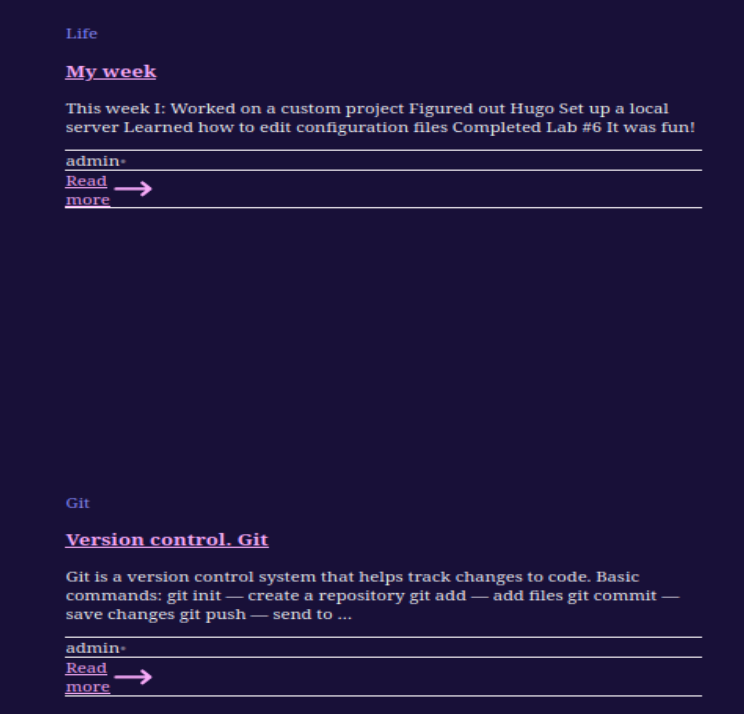 Life
My week
This week I: Worked on a custom project Figured out Hugo Set up a local
server Learned how to edit configuration files Completed Lab #6 It was fun!
admin•
Read
more
Git
Version control. Git
Git is a version control system that helps track changes to code. Basic
commands: git init — create a repository git add — add files git commit —
save changes git push — send to ...
admin•
Read
more